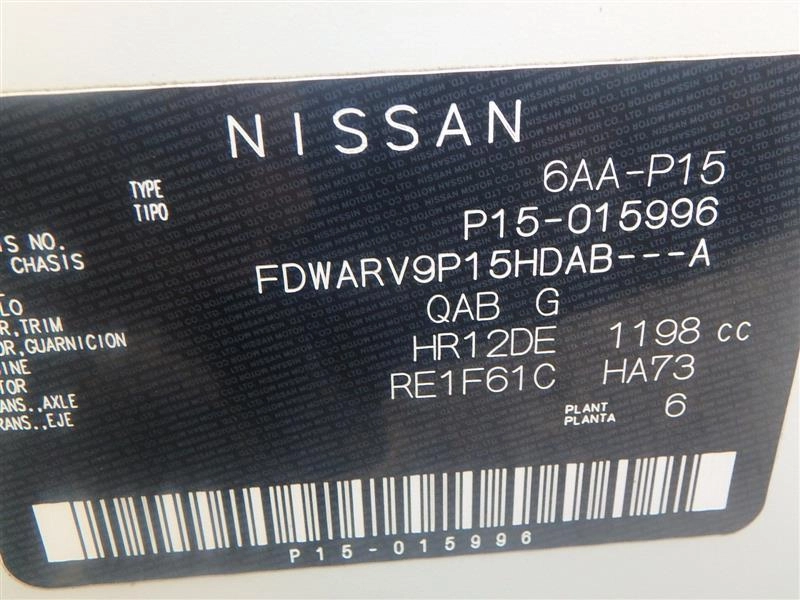 NISSAN
TYPE 6AA-P15
TIPO
IS NO. P15-015996
CHASIS
FDWARV9P15HDAB---A
LO
R,TRIM QAB G
OR,GUARNICION
INE HR12DE 1198 cc
TOR
ANS.,AXLE RE1F61C HA73
RANS.,EJE
PLANT 6
PLANTA
P15-015996